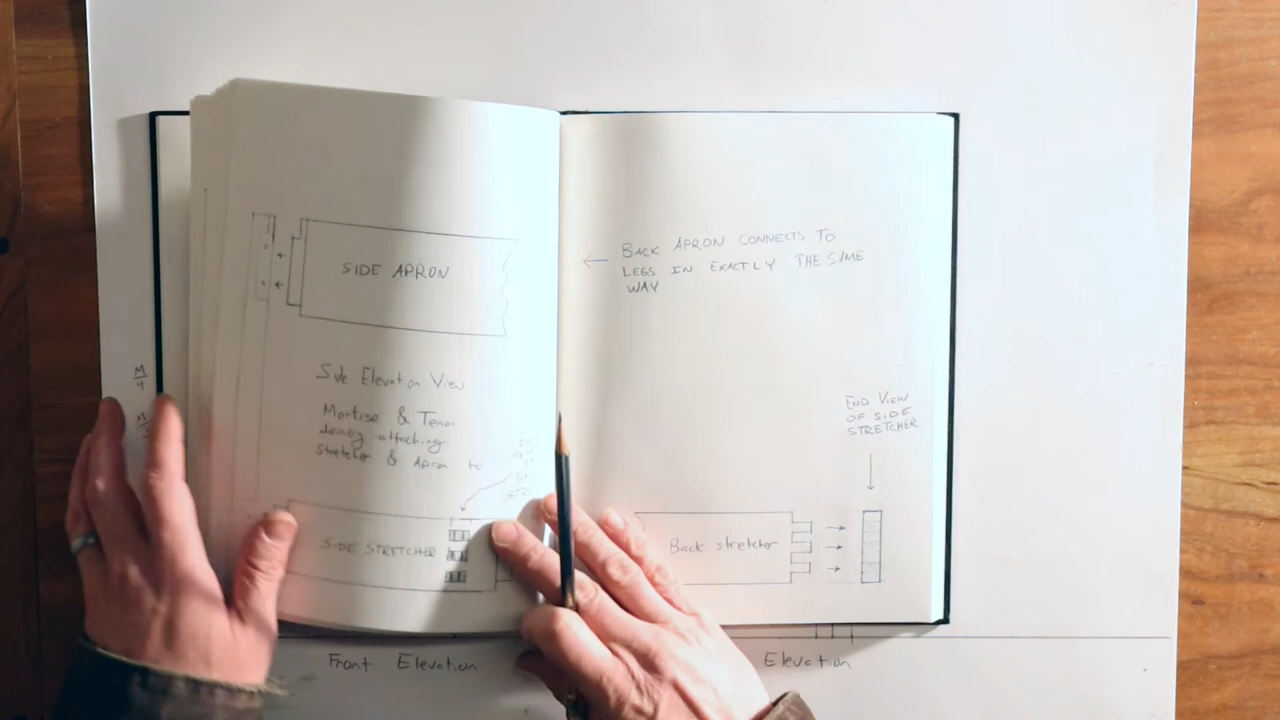 SIDE APRON
Side Elevation View
Mortise & Tenon
attaching
Stretcher & Apron to
SIDE STRETCHER
BACK APRON CONNECTS TO
LEGS IN EXACTLY THE SAME
WAY
END VIEW
OF SIDE
STRETCHER
Back stretcher
M
4
M
Front Elevation
Elevation